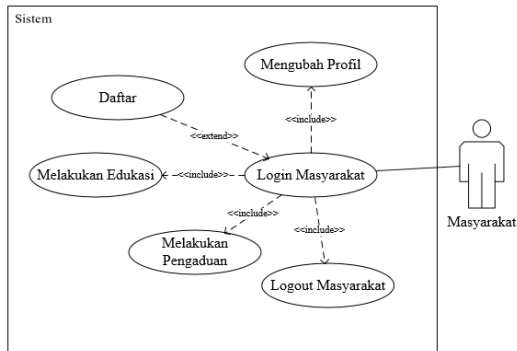 Sistem
Mengubah Profil
Daftar
<<include>>
<<extend>>
Melakukan Edukasi
<<include>>
Login Masyarakat
Masyarakat
<<include>>
<<include>>
Melakukan
Pengaduan
Logout Masyarakat